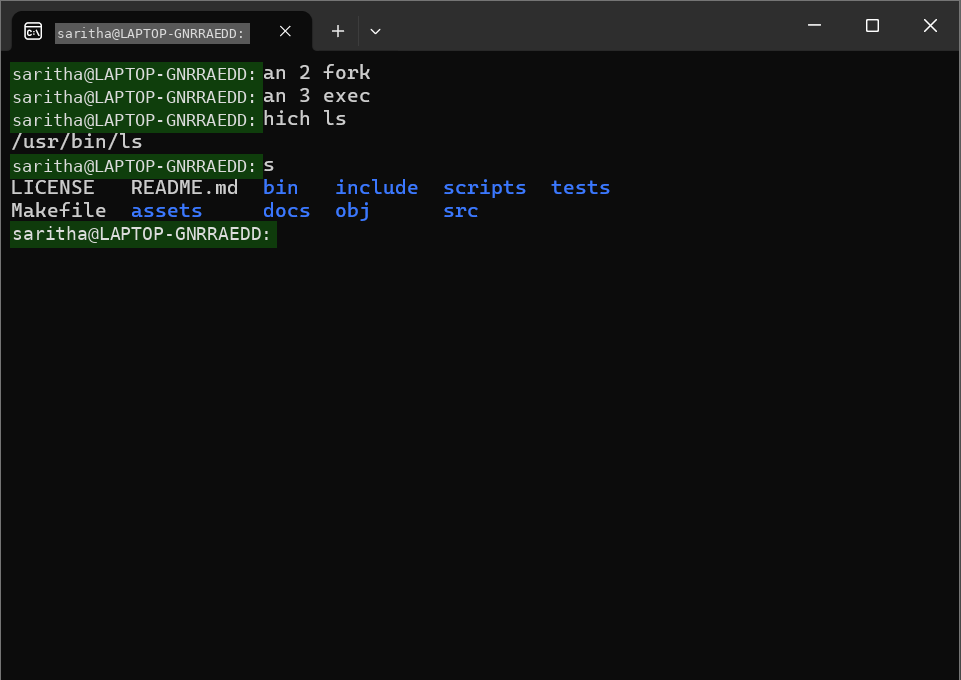 saritha@LAPTOP-GNRRAEDD:
saritha@LAPTOP-GNRRAEDD:an 2 fork
saritha@LAPTOP-GNRRAEDD:an 3 exec
saritha@LAPTOP-GNRRAEDD:hich ls
/usr/bin/ls
saritha@LAPTOP-GNRRAEDD:s
LICENSE README.md bin include scripts tests
Makefile assets docs obj src
saritha@LAPTOP-GNRRAEDD: